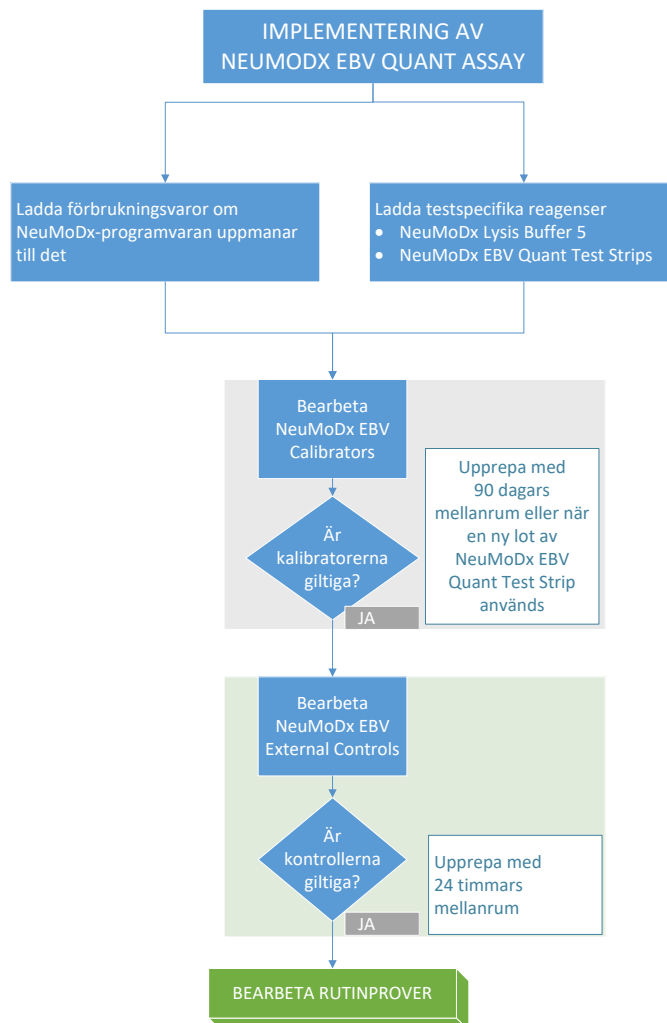 IMPLEMENTERING AV
NEUMODX EBV QUANT ASSAY
Ladda förbrukningsvaror om
NeuMoDx-programvaran uppmanar
till det
Ladda testspecifika reagenser
• NeuMoDx Lysis Buffer 5
• NeuMoDx EBV Quant Test Strips
Bearbeta
NeuMoDx EBV
Calibrators
Är
kalibratorerna
giltiga?
JA
Upprepa med
90 dagars
mellanrum eller när
en ny lot av
NeuMoDx EBV
Quant Test Strip
används
Bearbeta
NeuMoDx EBV
External Controls
Är
kontrollerna
giltiga?
JA
Upprepa med
24 timmars
mellanrum
BEARBETA RUTINPROVER